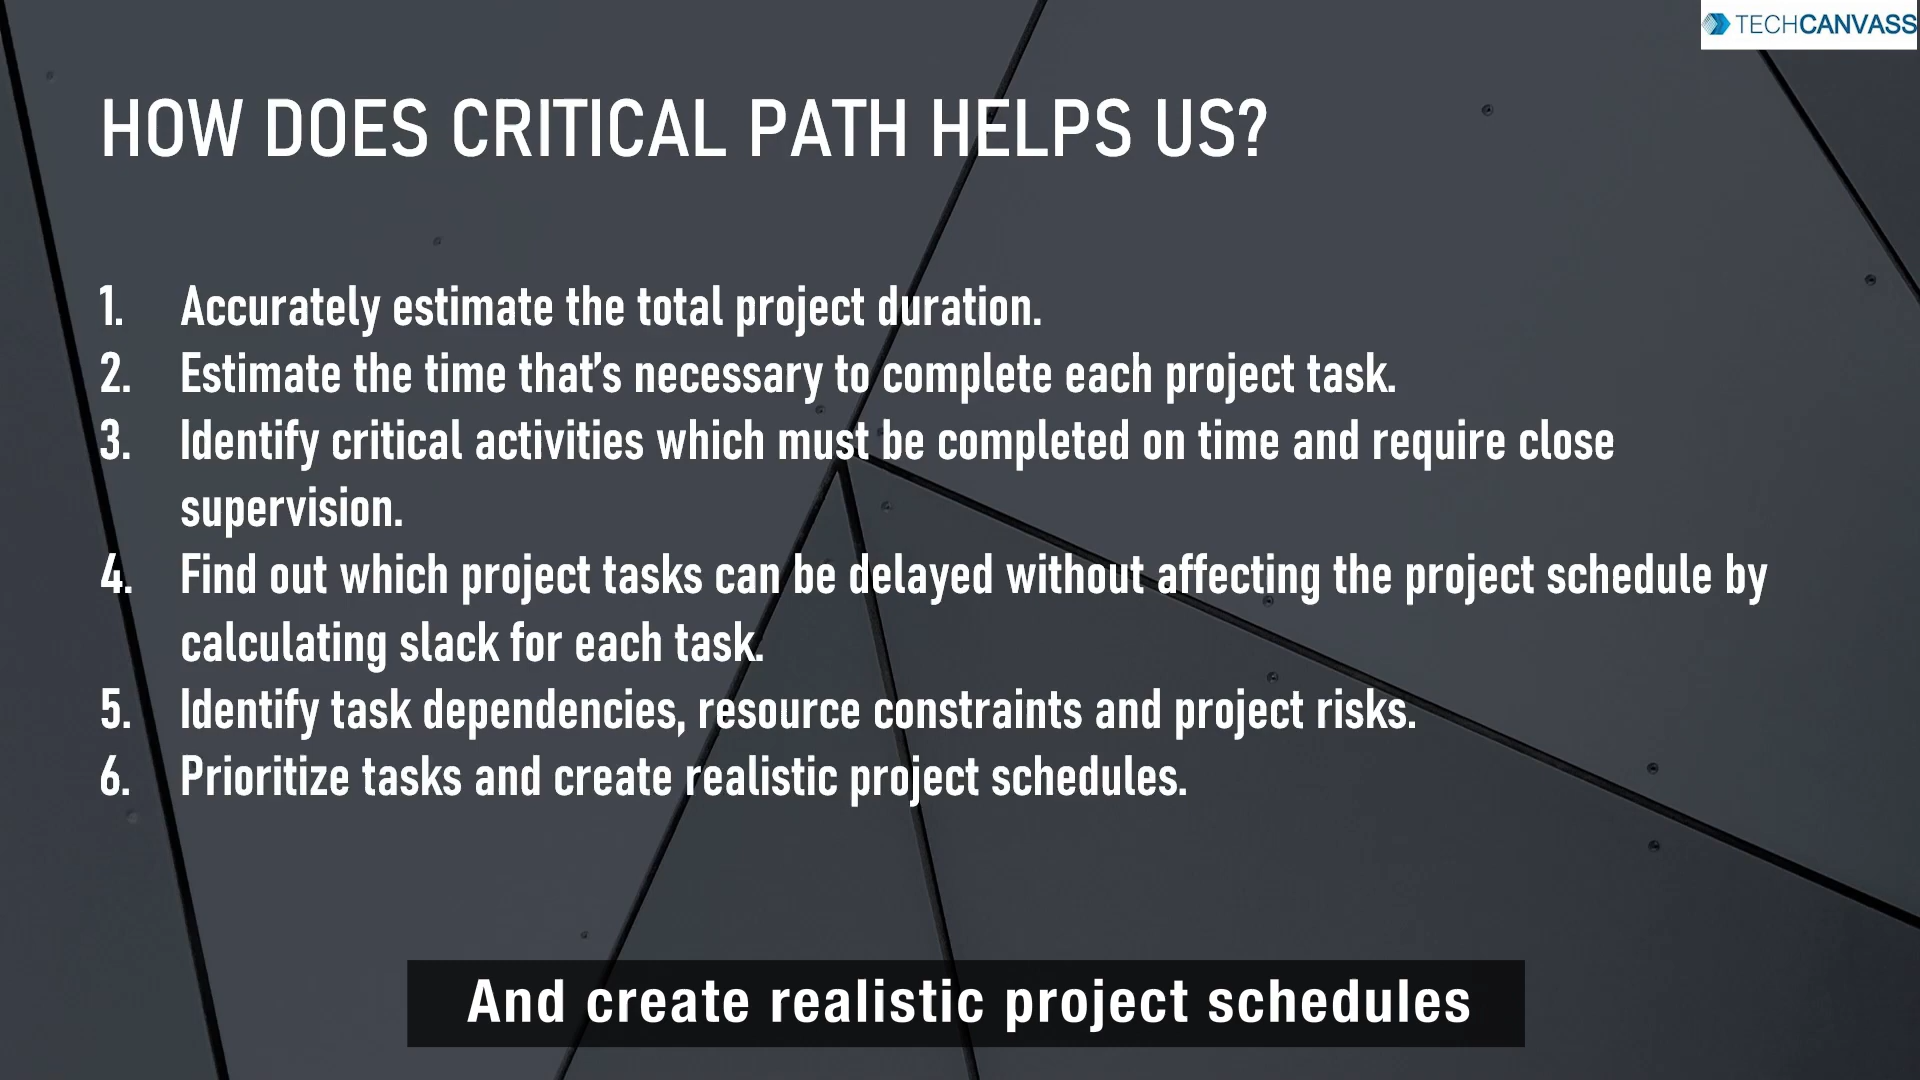 TECHCANVASS
HOW DOES CRITICAL PATH HELPS US?
1. Accurately estimate the total project duration.
2. Estimate the time that’s necessary to complete each project task.
3. Identify critical activities which must be completed on time and require close
supervision.
4. Find out which project tasks can be delayed without affecting the project schedule by
calculating slack for each task.
5. Identify task dependencies, resource constraints and project risks.
6. Prioritize tasks and create realistic project schedules.
And create realistic project schedules